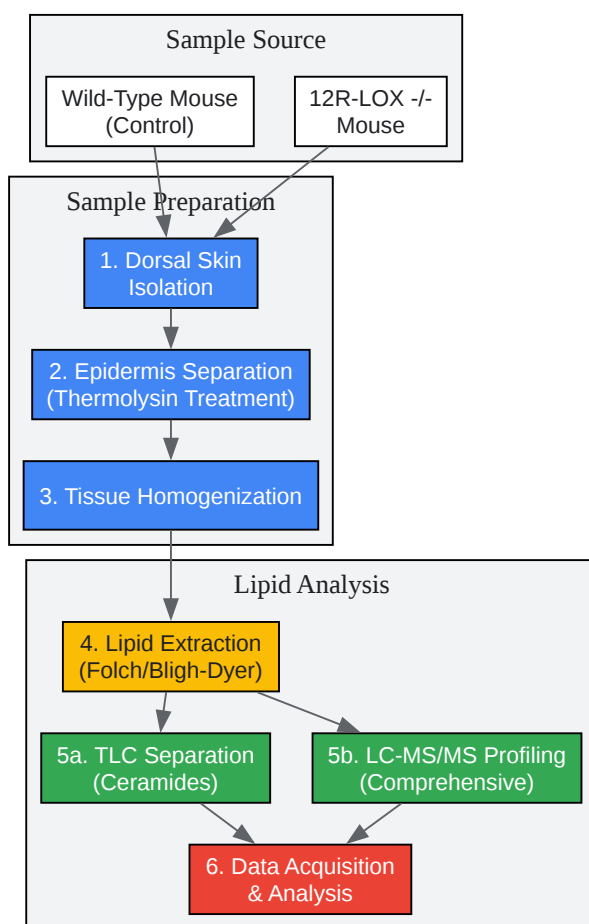 Sample Source
Wild-Type Mouse
(Control)
12R-LOX -/-
Mouse
Sample Preparation
1. Dorsal Skin
Isolation
2. Epidermis Separation
(Thermolysin Treatment)
3. Tissue Homogenization
Lipid Analysis
4. Lipid Extraction
(Folch/Bligh-Dyer)
5a. TLC Separation
(Ceramides)
5b. LC-MS/MS Profiling
(Comprehensive)
6. Data Acquisition
& Analysis